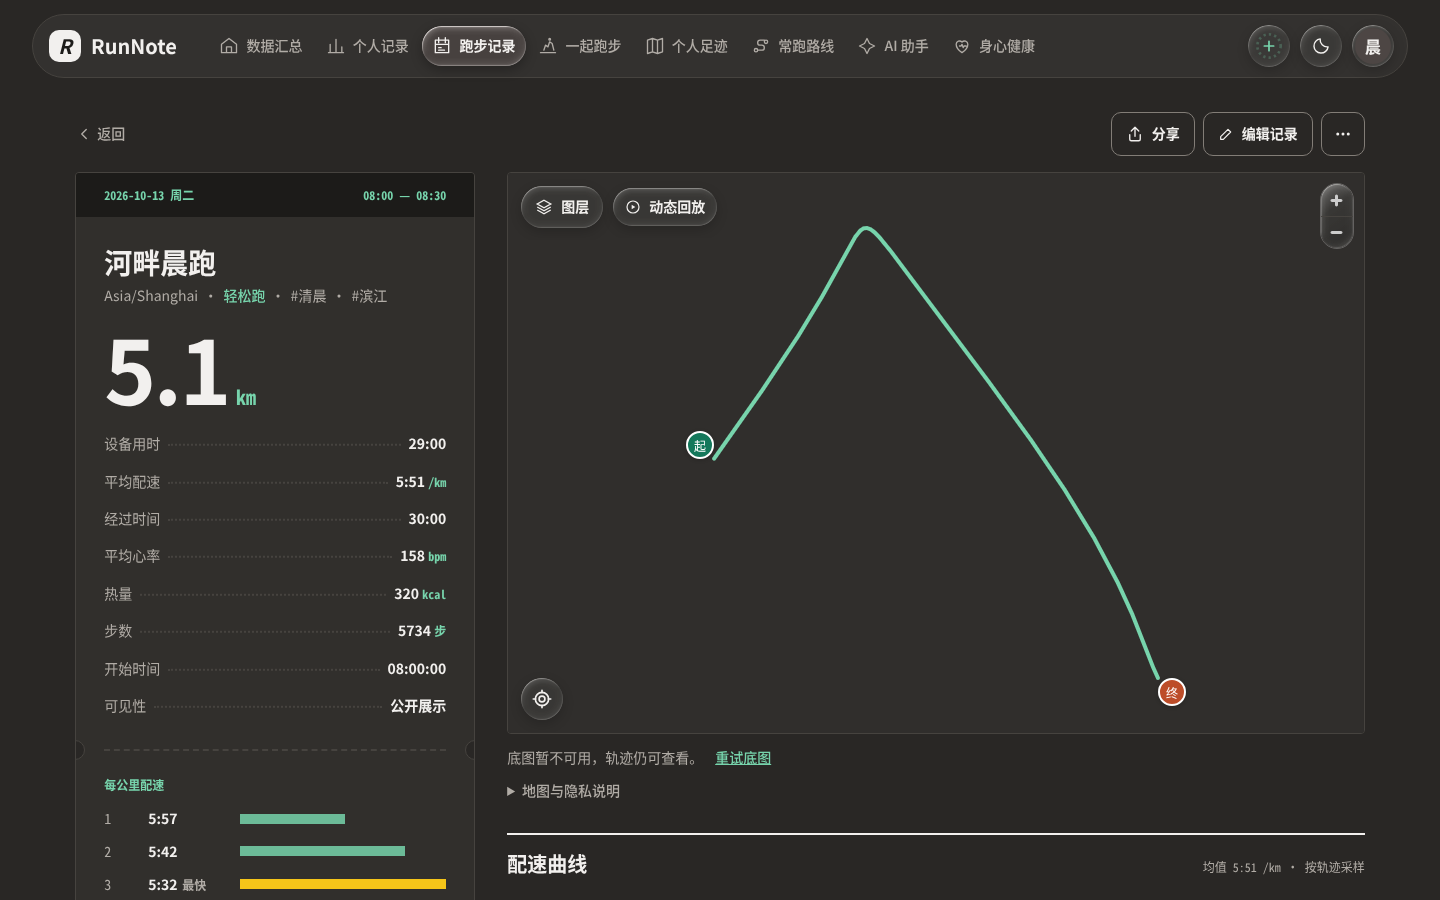 R RunNote 数据汇总 个人记录 跑步记录 一起跑步 个人足迹 常跑路线 AI 助手 身心健康 晨
返回 分享 编辑记录
2026-10-13 周二 08:00 — 08:30
河畔晨跑
Asia/Shanghai • 轻松跑 • #清晨 • #滨江
5.1 km
设备用时 29:00
平均配速 5:51 /km
经过时间 30:00
平均心率 158 bpm
热量 320 kcal
步数 5734 步
开始时间 08:00:00
可见性 公开展示
每公里配速
1 5:57
2 5:42
3 5:32 最快
图层 动态回放
起
终
底图暂不可用，轨迹仍可查看。 重试底图
地图与隐私说明
配速曲线 均值 5:51 /km • 按轨迹采样